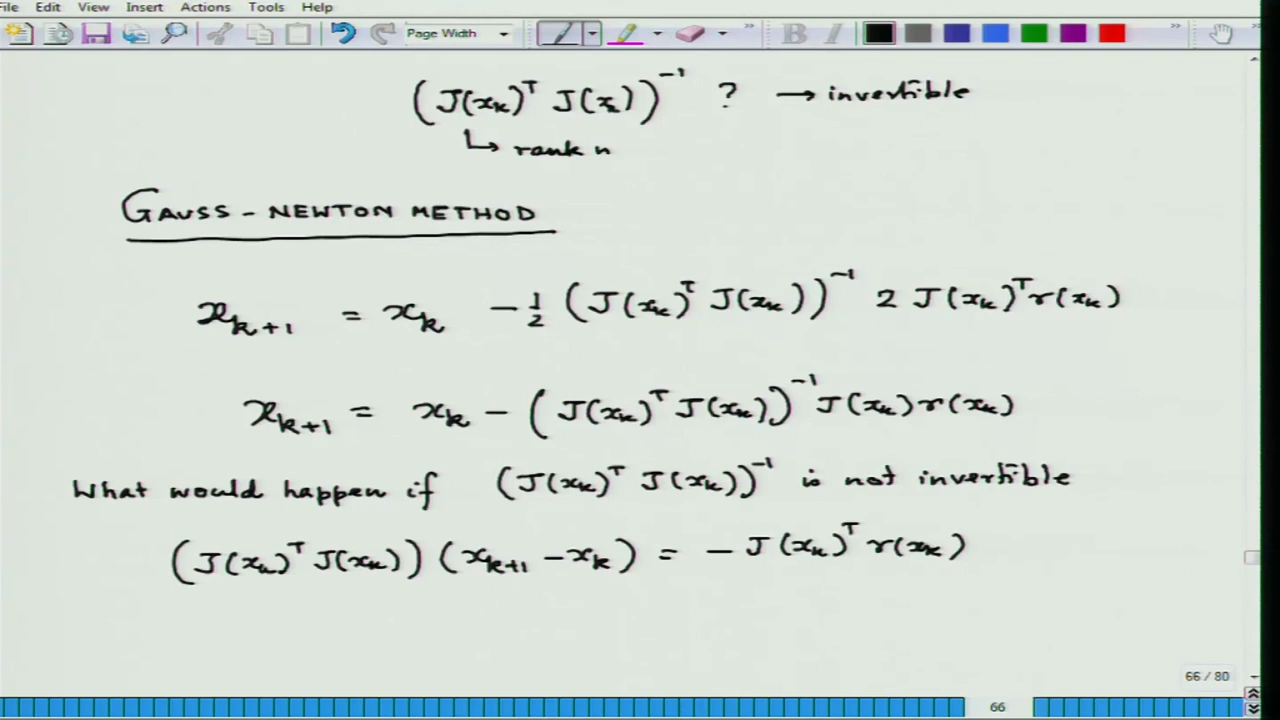 File Edit View Insert Actions Tools Help
Page Width B I
(J(xₖ)ᵀ J(xₖ))⁻¹ ? → invertible
↳ rank n
GAUSS - NEWTON METHOD
xₖ₊₁ = xₖ - 1/2 (J(xₖ)ᵀ J(xₖ))⁻¹ 2 J(xₖ)ᵀ r(xₖ)
xₖ₊₁ = xₖ - (J(xₖ)ᵀ J(xₖ))⁻¹ J(xₖ) r(xₖ)
What would happen if (J(xₖ)ᵀ J(xₖ))⁻¹ is not invertible
(J(xₖ)ᵀ J(xₖ)) (xₖ₊₁ - xₖ) = - J(xₖ)ᵀ r(xₖ)
66 / 80
66